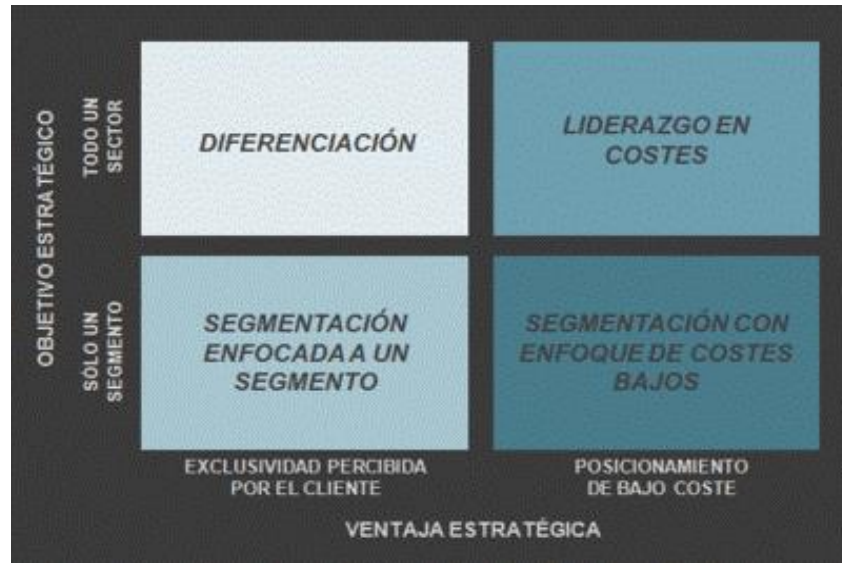 OBJETIVO ESTRATÉGICO
TODO UN
SECTOR
DIFERENCIACIÓN
LIDERAZGO EN
COSTES
SÓLO UN
SEGMENTO
SEGMENTACIÓN
ENFOCADA A UN
SEGMENTO
SEGMENTACIÓN CON
ENFOQUE DE COSTES
BAJOS
EXCLUSIVIDAD PERCIBIDA
POR EL CLIENTE
POSICIONAMIENTO
DE BAJO COSTE
VENTAJA ESTRATÉGICA